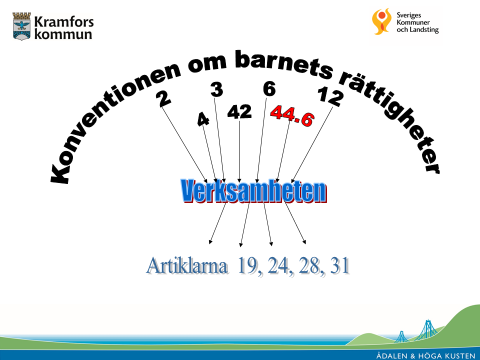 Kramfors
kommun
Sveriges
Kommuner
och Landsting
Konventionen om barnets rättigheter
2 3 6 12
4 42 44.6
Verksamheten
Artiklarna 19, 24, 28, 31
ÅDALEN & HÖGA KUSTEN